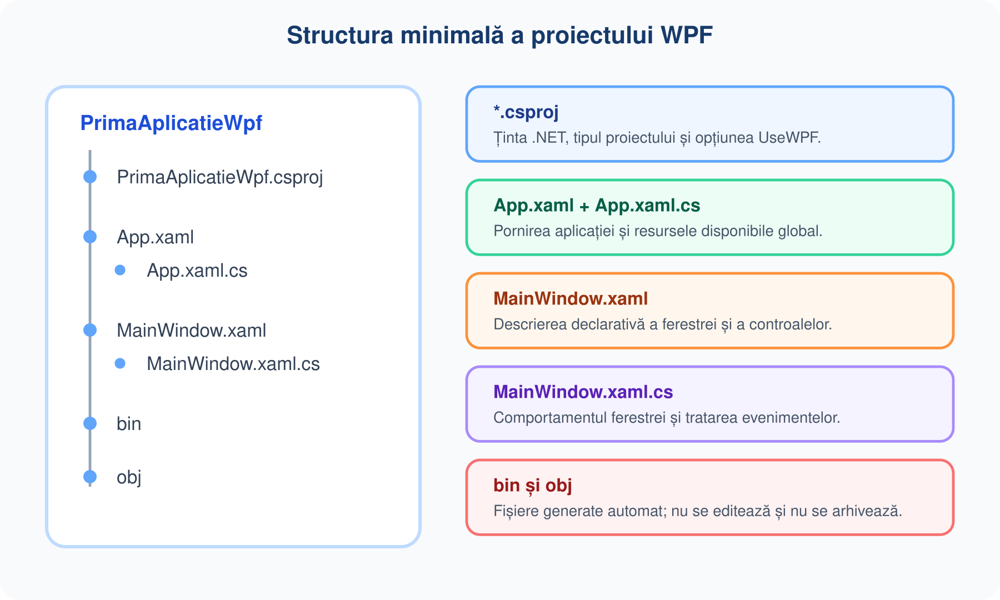 Structura minimală a proiectului WPF
PrimaAplicatieWpf
PrimaAplicatieWpf.csproj
App.xaml
App.xaml.cs
MainWindow.xaml
MainWindow.xaml.cs
bin
obj
*.csproj
Ținta .NET, tipul proiectului și opțiunea UseWPF.
App.xaml + App.xaml.cs
Pornirea aplicației și resursele disponibile global.
MainWindow.xaml
Descrierea declarativă a ferestrei și a controalelor.
MainWindow.xaml.cs
Comportamentul ferestrei și tratarea evenimentelor.
bin și obj
Fișiere generate automat; nu se editează și nu se arhivează.